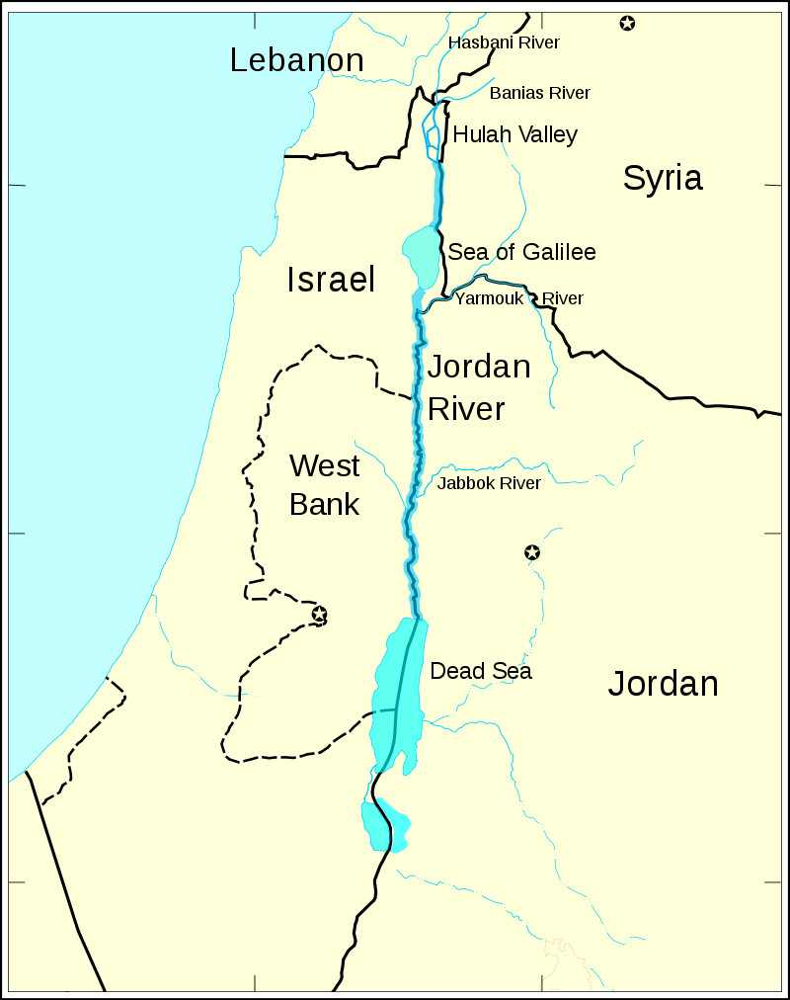 Hasbani River
Lebanon
Banias River
Hulah Valley
Syria
Sea of Galilee
Israel
Yarmouk River
Jordan
River
West
Bank
Jabbok River
Dead Sea
Jordan